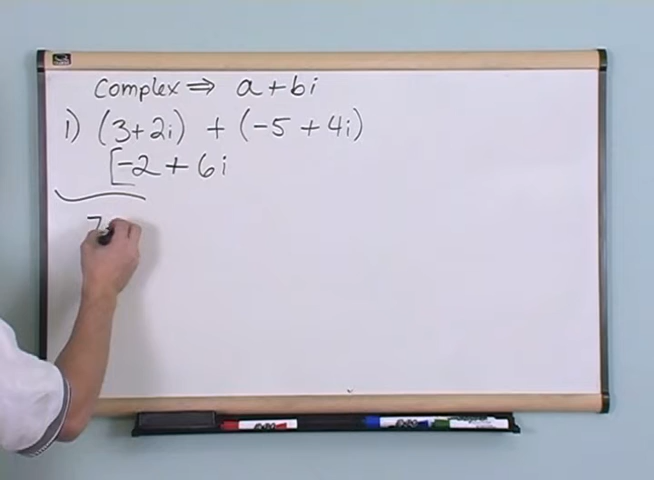 Complex ⇒ a + bi
1) (3+2i) + (-5 + 4i)
[-2 + 6i
7